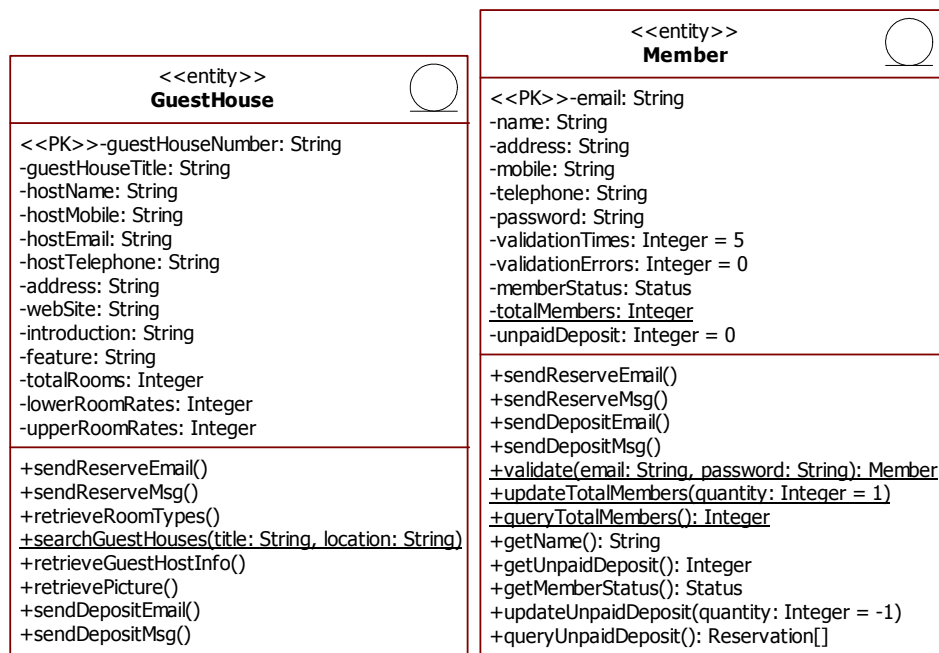 <<entity>>
GuestHouse
<<PK>>-guestHouseNumber: String
-guestHouseTitle: String
-hostName: String
-hostMobile: String
-hostEmail: String
-hostTelephone: String
-address: String
-webSite: String
-introduction: String
-feature: String
-totalRooms: Integer
-lowerRoomRates: Integer
-upperRoomRates: Integer
+sendReserveEmail()
+sendReserveMsg()
+retrieveRoomTypes()
+searchGuestHouses(title: String, location: String)
+retrieveGuestHostInfo()
+retrievePicture()
+sendDepositEmail()
+sendDepositMsg()
<<entity>>
Member
<<PK>>-email: String
-name: String
-address: String
-mobile: String
-telephone: String
-password: String
-validationTimes: Integer = 5
-validationErrors: Integer = 0
-memberStatus: Status
-totalMembers: Integer
-unpaidDeposit: Integer = 0
+sendReserveEmail()
+sendReserveMsg()
+sendDepositEmail()
+sendDepositMsg()
+validate(email: String, password: String): Member
+updateTotalMembers(quantity: Integer = 1)
+queryTotalMembers(): Integer
+getName(): String
+getUnpaidDeposit(): Integer
+getMemberStatus(): Status
+updateUnpaidDeposit(quantity: Integer = -1)
+queryUnpaidDeposit(): Reservation[]